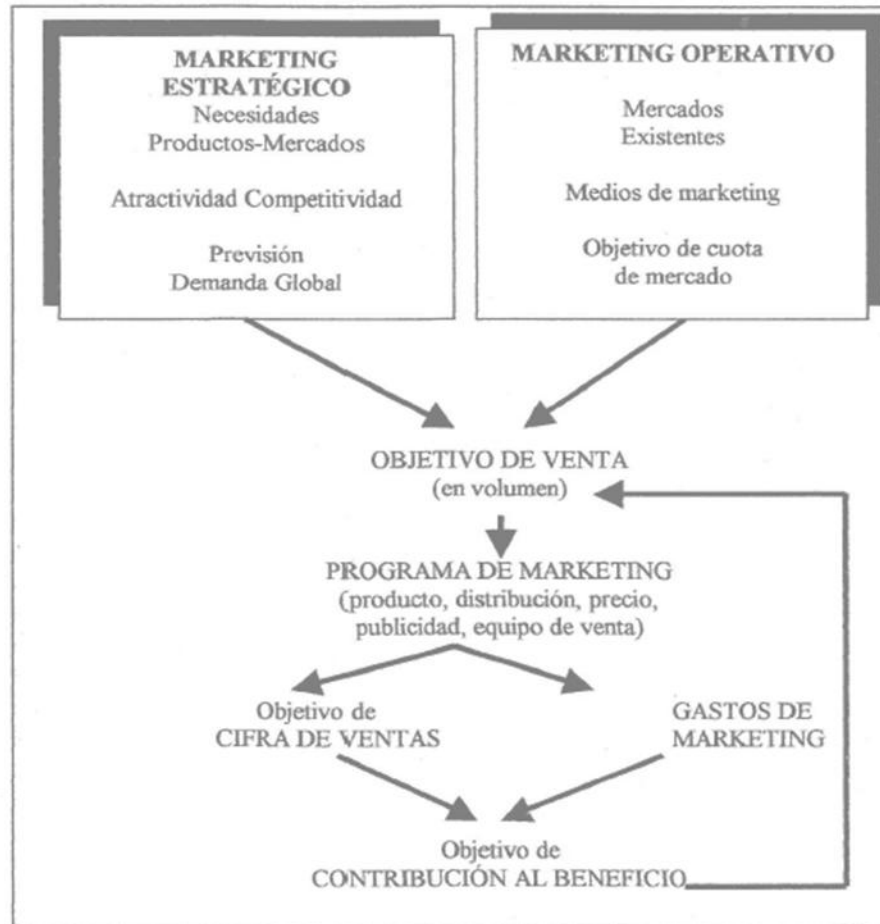 MARKETING
ESTRATÉGICO
Necesidades
Productos-Mercados
Atractividad Competitividad
Previsión
Demanda Global
MARKETING OPERATIVO
Mercados
Existentes
Medios de marketing
Objetivo de cuota
de mercado
OBJETIVO DE VENTA
(en volumen)
PROGRAMA DE MARKETING
(producto, distribución, precio,
publicidad, equipo de venta)
Objetivo de
CIFRA DE VENTAS
GASTOS DE
MARKETING
Objetivo de
CONTRIBUCIÓN AL BENEFICIO